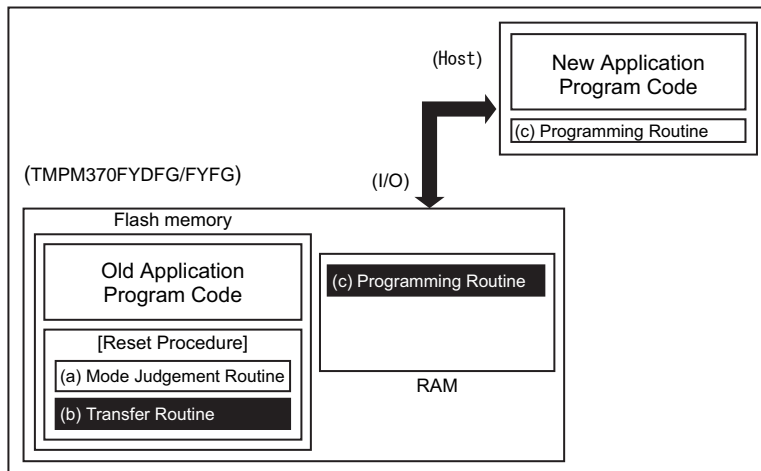 (Host)
New Application
Program Code
(c) Programming Routine
(TMPM370FYDFG/FYFG)
(I/O)
Flash memory
Old Application
Program Code
[Reset Procedure]
(a) Mode Judgement Routine
(b) Transfer Routine
(c) Programming Routine
RAM